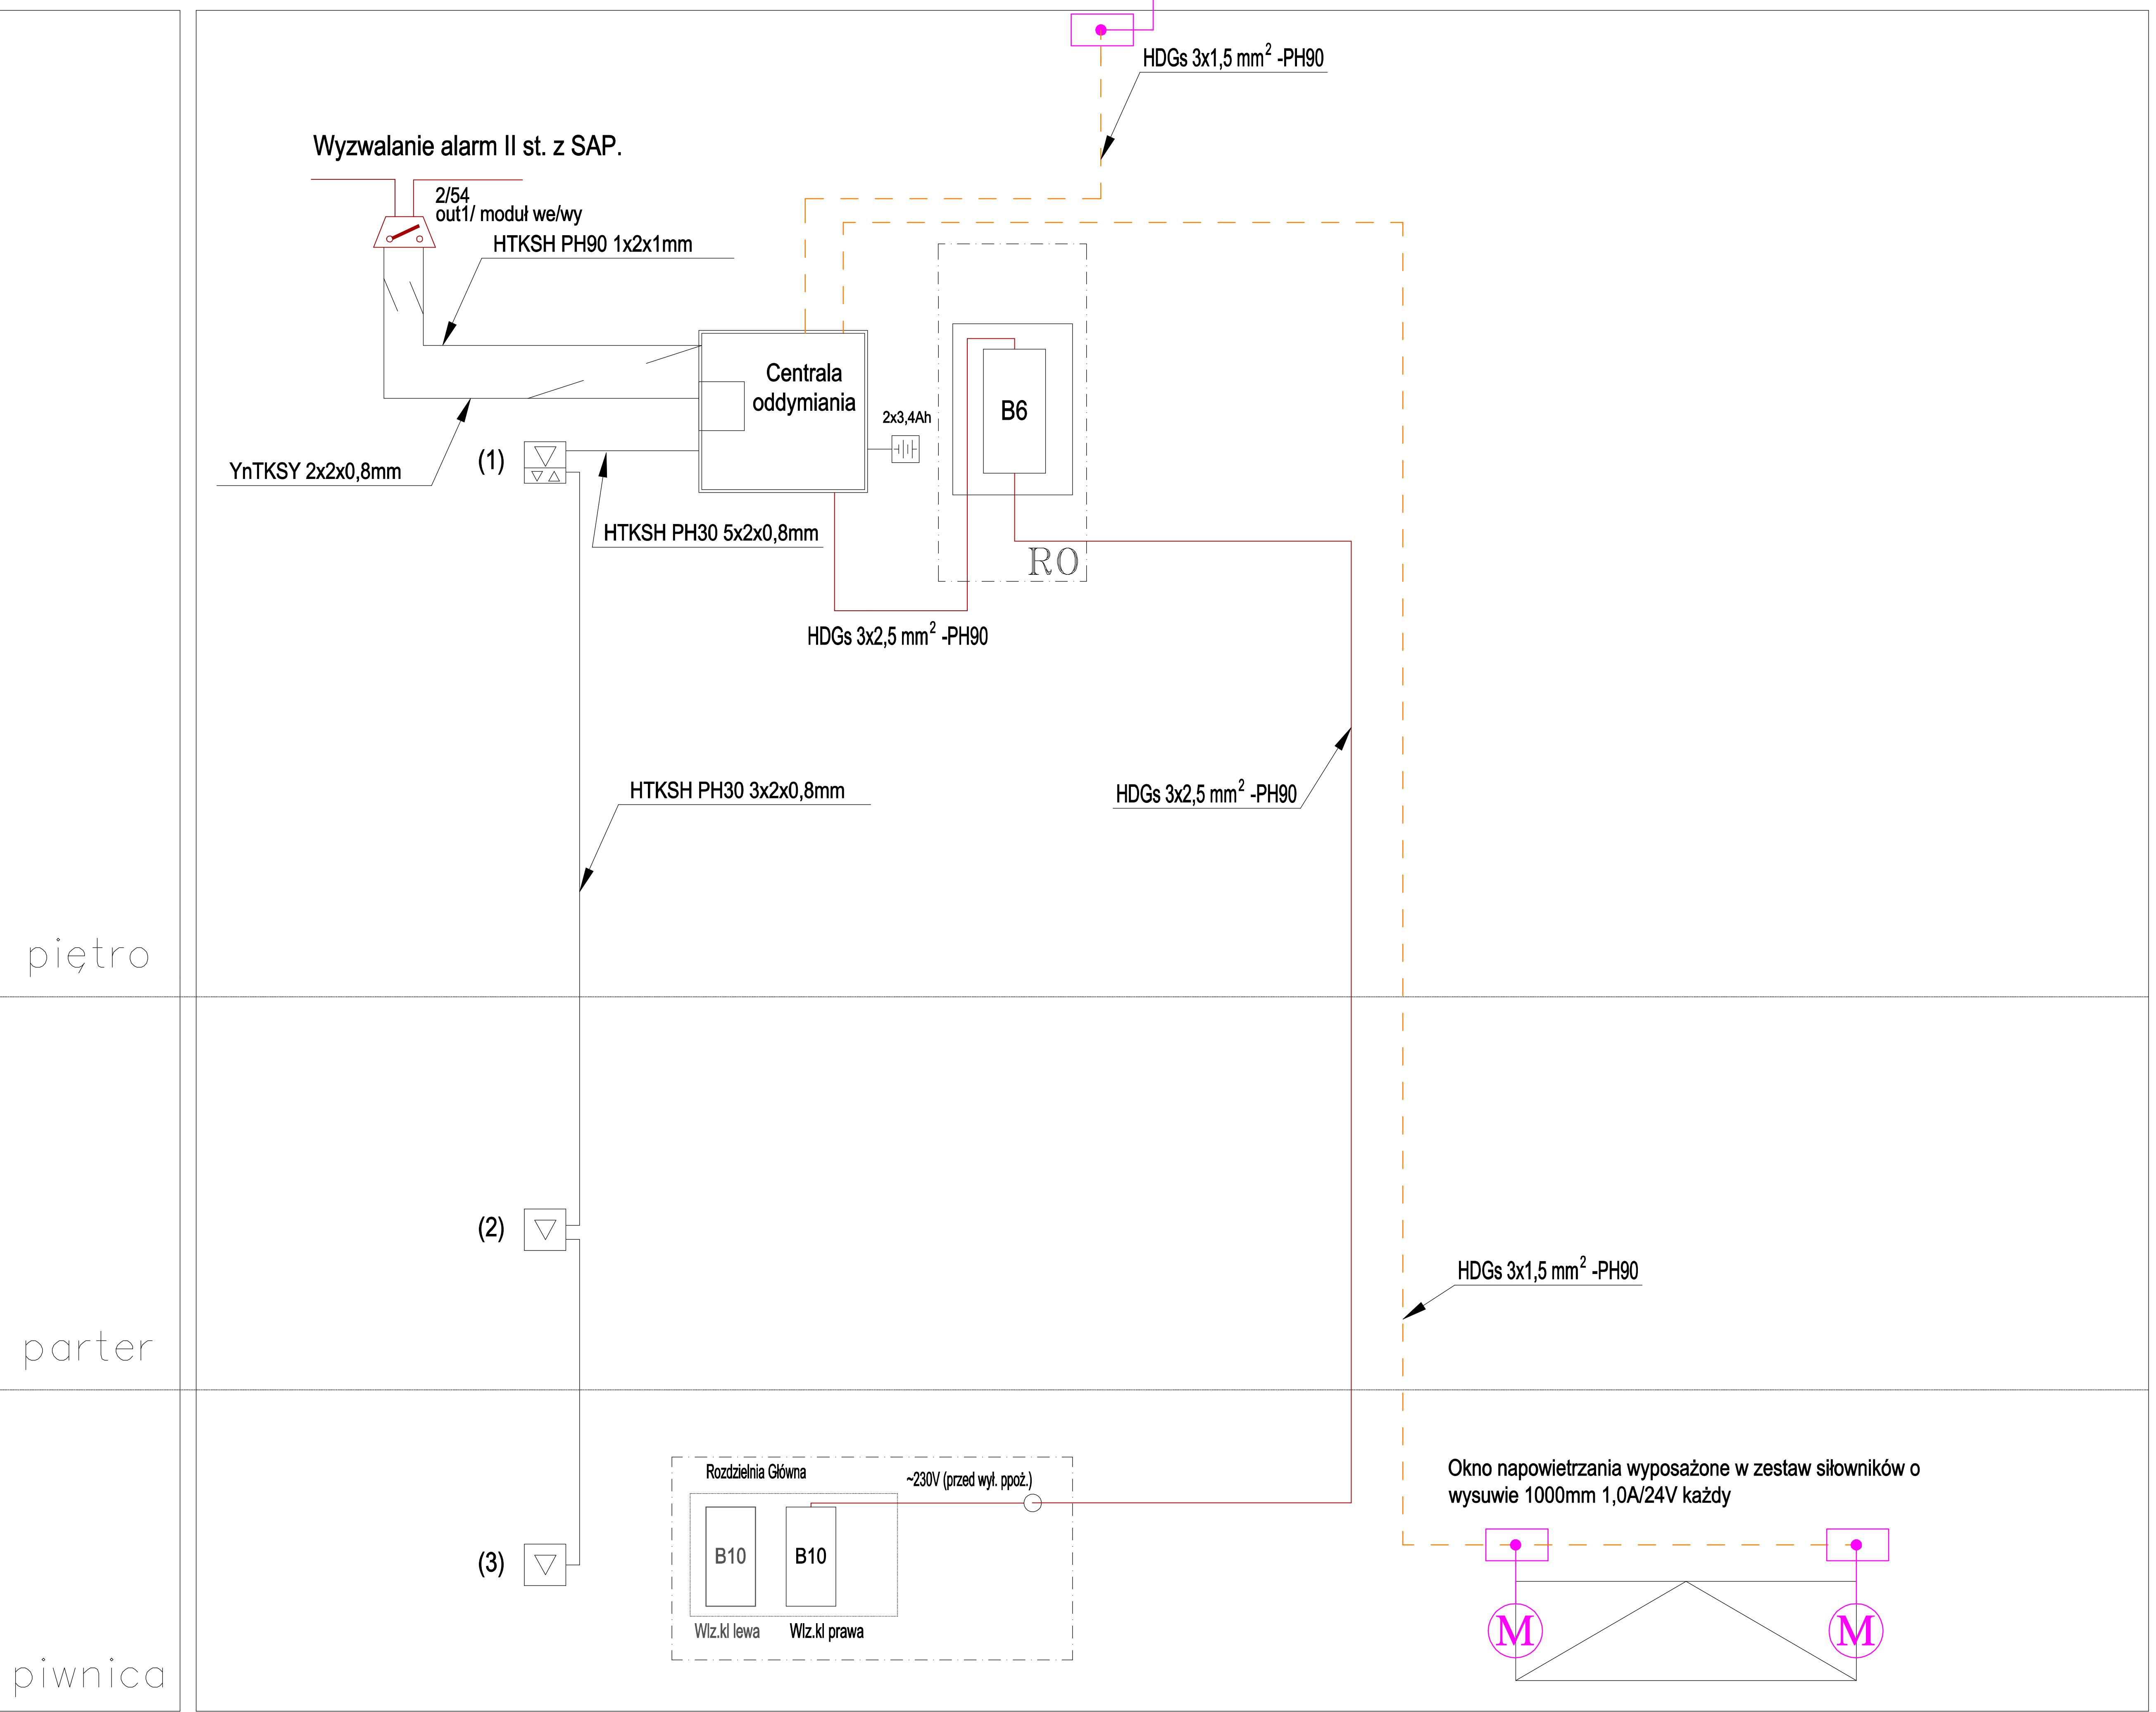 HDGs 3x1,5 mm² -PH90
Wyzwalanie alarm II st. z SAP.
2/54
out1/ moduł we/wy
HTKSH PH90 1x2x1mm
Centrala
oddymiania
2x3,4Ah
B6
(1)
YnTKSY 2x2x0,8mm
HTKSH PH30 5x2x0,8mm
R0
HDGs 3x2,5 mm² -PH90
HTKSH PH30 3x2x0,8mm
HDGs 3x2,5 mm² -PH90
piętro
(2)
HDGs 3x1,5 mm² -PH90
parter
Rozdzielnia Główna
~230V (przed wył. ppoż.)
Okno napowietrzania wyposażone w zestaw siłowników o
wysuwie 1000mm 1,0A/24V każdy
(3)
B10
B10
Wlz.kl lewa
Wlz.kl prawa
M
M
piwnica